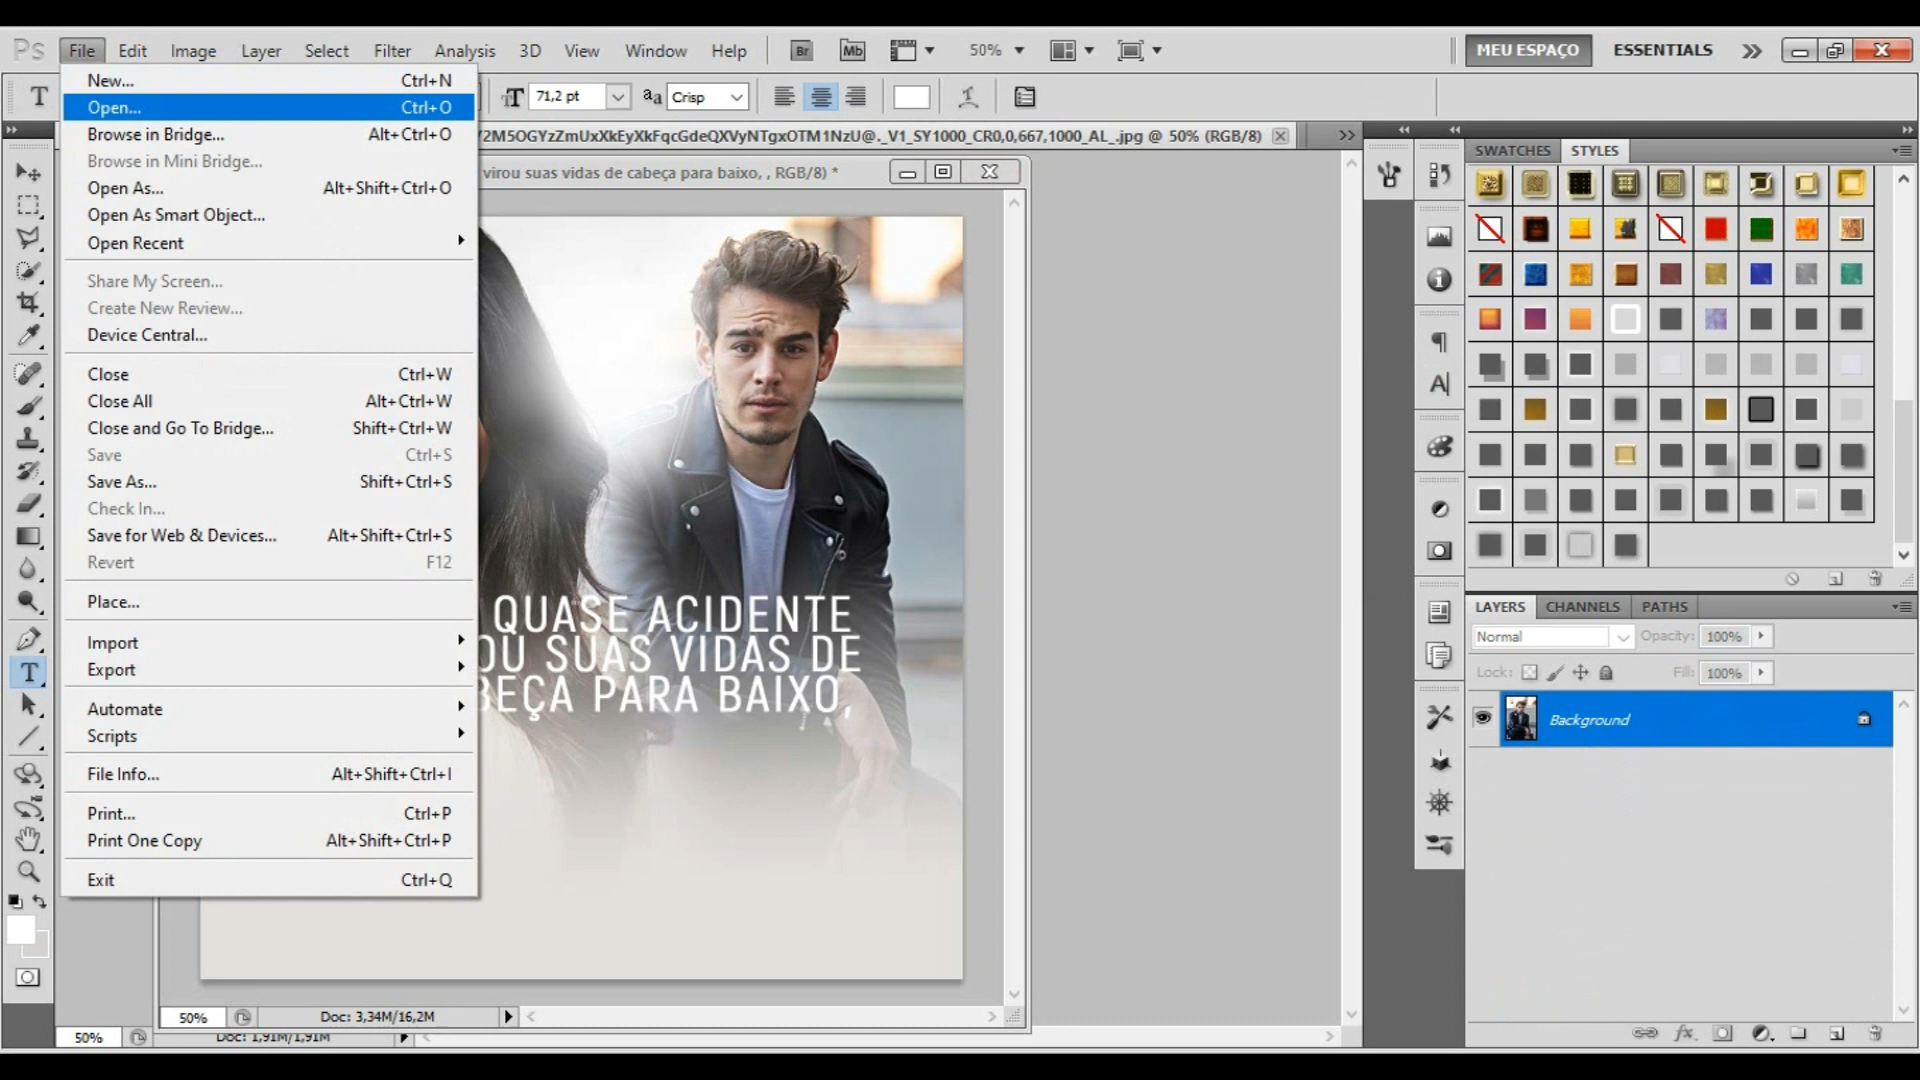 Ps File Edit Image Layer Select Filter Analysis 3D View Window Help Br Mb 50% MEU ESPAÇO ESSENTIALS
T 71,2 pt aa Crisp
New... Ctrl+N
Open... Ctrl+O
Browse in Bridge... Alt+Ctrl+O
Browse in Mini Bridge...
Open As... Alt+Shift+Ctrl+O
Open As Smart Object...
Open Recent
Share My Screen...
Create New Review...
Device Central...
Close Ctrl+W
Close All Alt+Ctrl+W
Close and Go To Bridge... Shift+Ctrl+W
Save Ctrl+S
Save As... Shift+Ctrl+S
Check In...
Save for Web & Devices... Alt+Shift+Ctrl+S
Revert F12
Place...
Import
Export
Automate
Scripts
File Info... Alt+Shift+Ctrl+I
Print... Ctrl+P
Print One Copy Alt+Shift+Ctrl+P
Exit Ctrl+Q
Y2M5OGYzZmUxXkEyXkFqcGdeQXVyNTgxOTM1NzU@._V1_SY1000_CR0,0,667,1000_AL_.jpg @ 50% (RGB/8)
virou suas vidas de cabeça para baixo, , RGB/8) *
QUASE ACIDENTE
OU SUAS VIDAS DE
BEÇA PARA BAIXO,
50% Doc: 3,34M/16,2M
50% Doc: 1,91M/1,91M
SWATCHES STYLES
LAYERS CHANNELS PATHS
Normal Opacity: 100%
Lock: Fill: 100%
Background